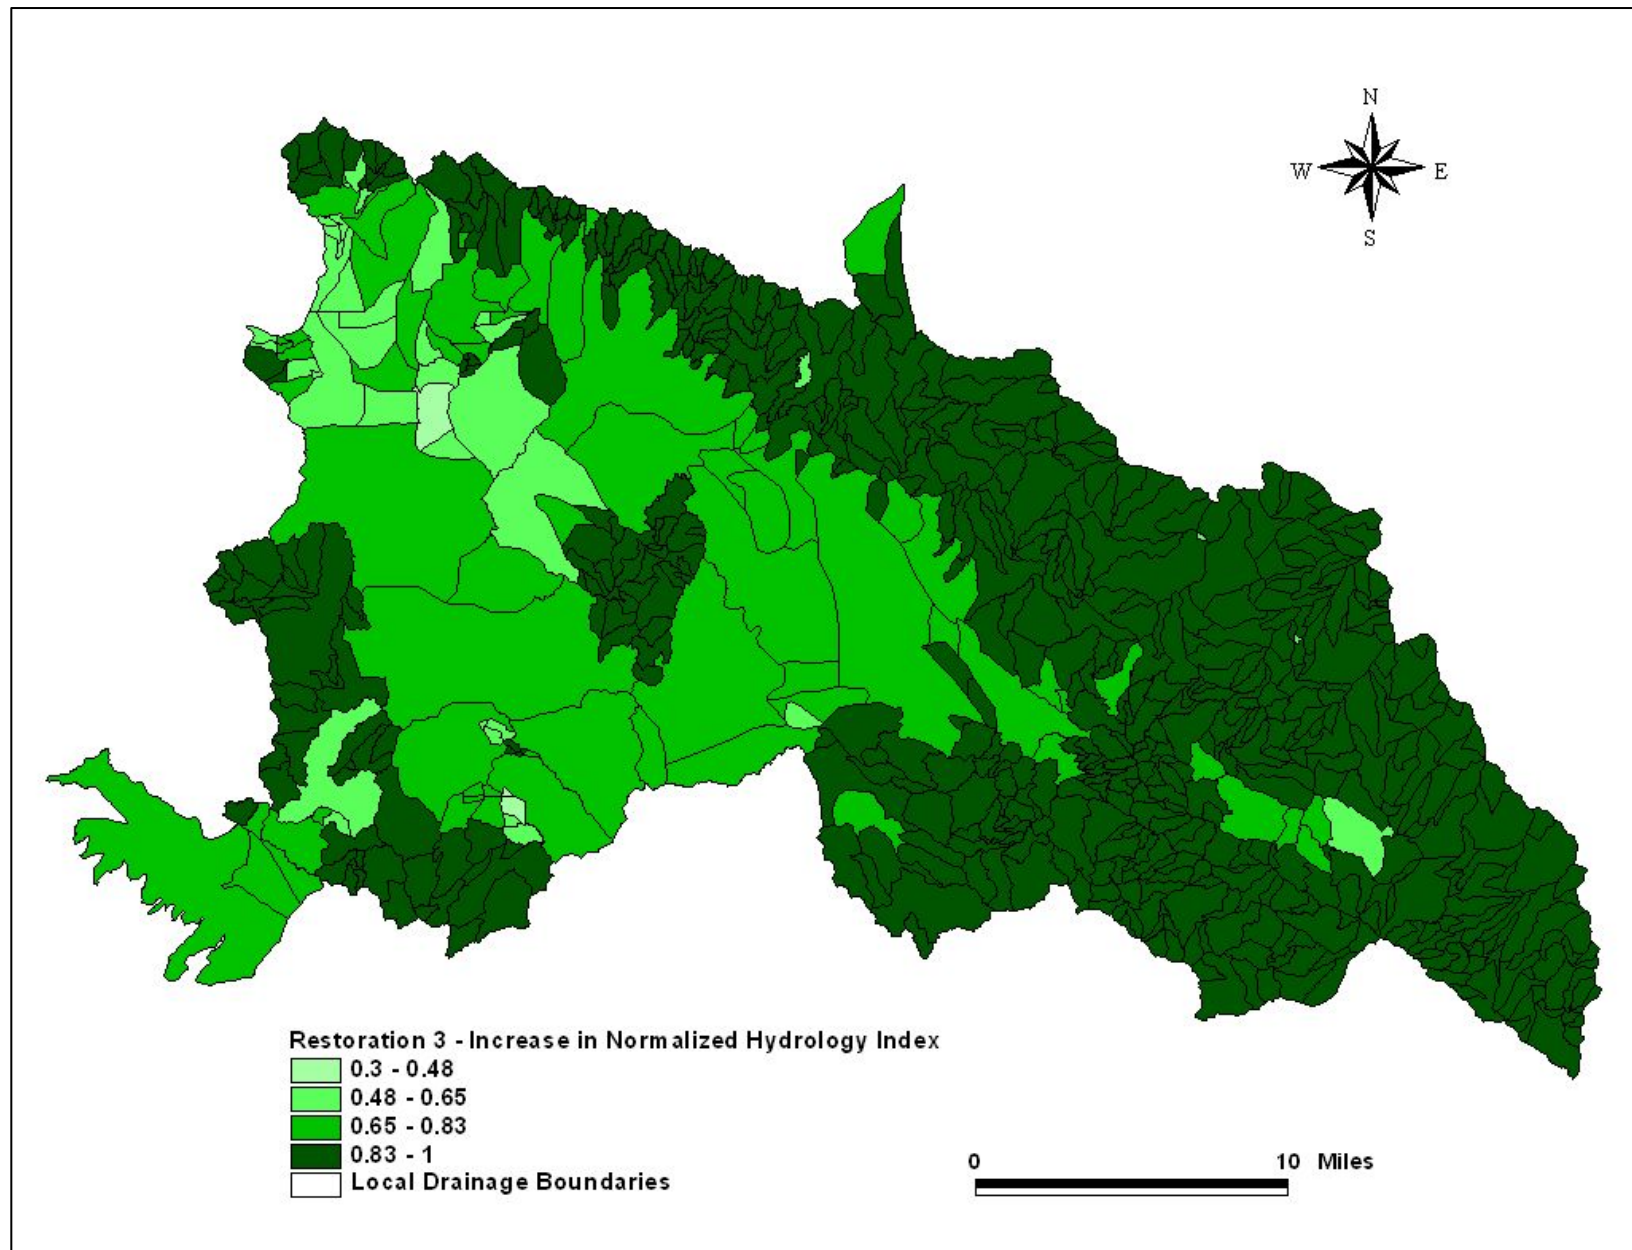 N
W E
S
Restoration 3 - Increase in Normalized Hydrology Index
0.3 - 0.48
0.48 - 0.65
0.65 - 0.83
0.83 - 1
Local Drainage Boundaries
0 10 Miles